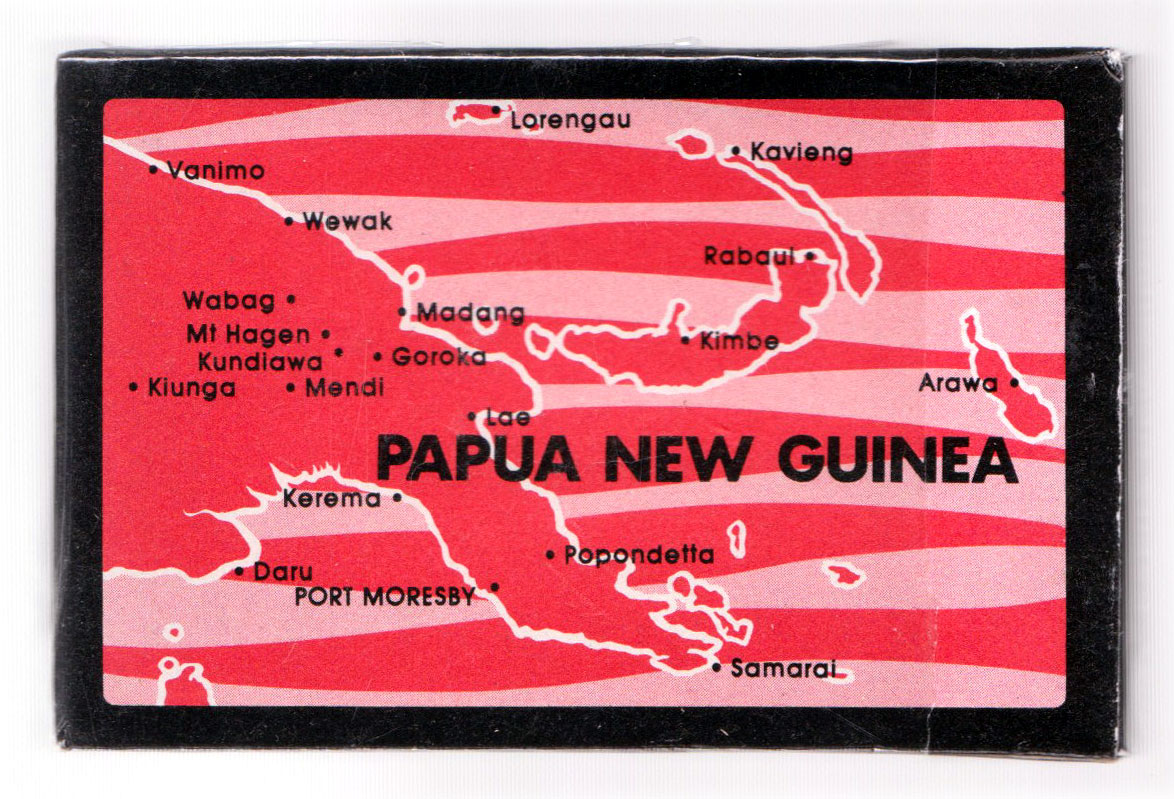 Lorengau
Kavieng
Vanimo
Wewak
Rabaul
Wabag
Madang
Mt Hagen
Kimbe
Kundiawa
Goroka
Kiunga
Mendi
Arawa
Lae
PAPUA NEW GUINEA
Kerema
Popondetta
Daru
PORT MORESBY
Samarai